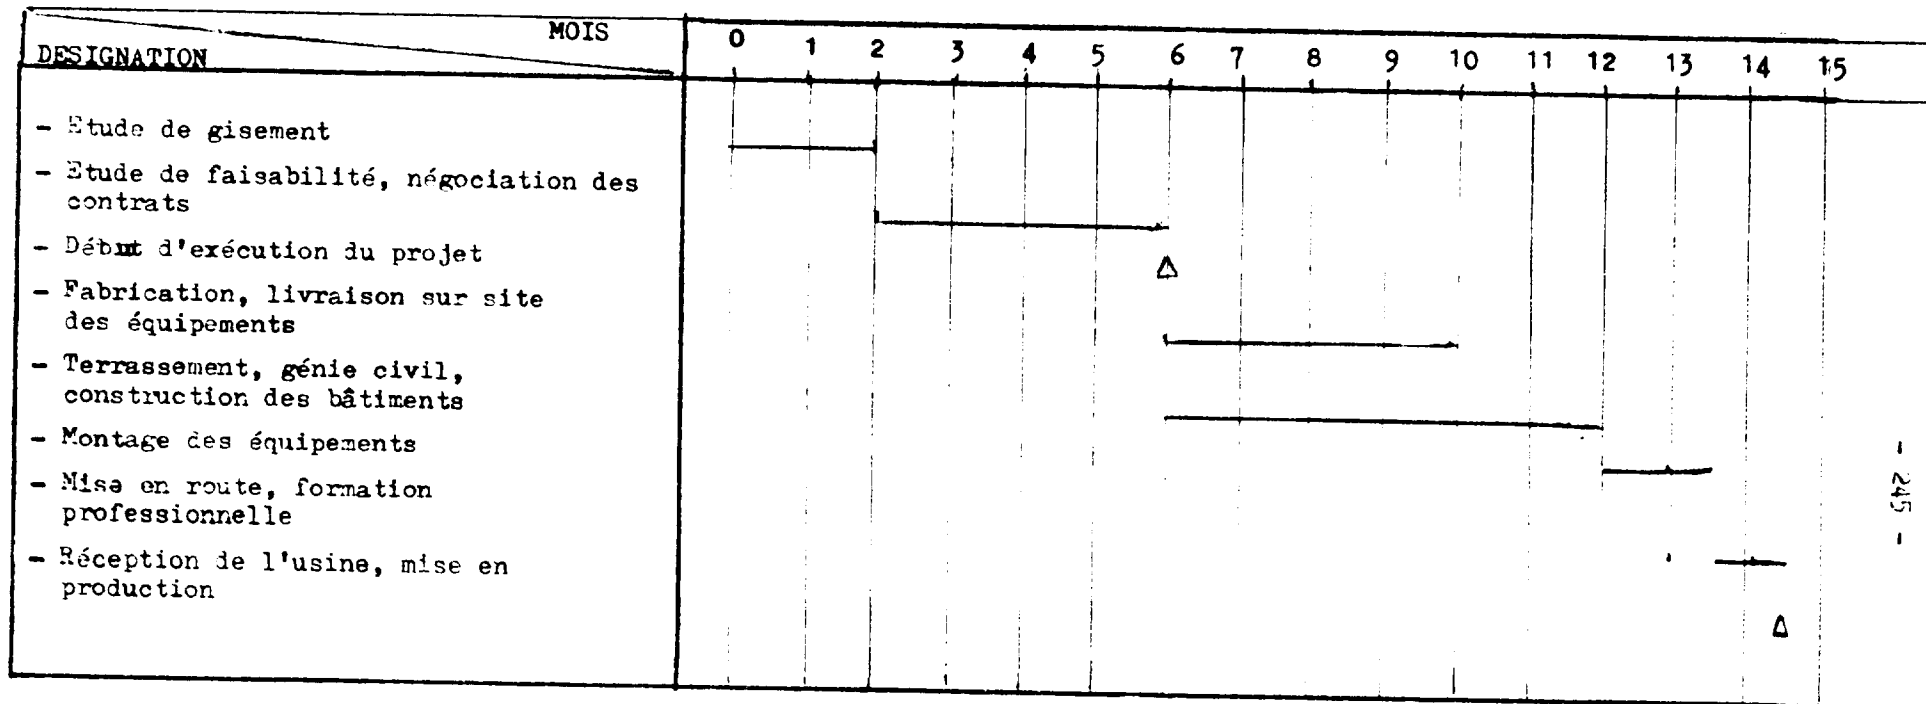 MOIS
DESIGNATION
0 1 2 3 4 5 6 7 8 9 10 11 12 13 14 15
- Etude de gisement
- Etude de faisabilité, négociation des
contrats
- Début d'exécution du projet
- Fabrication, livraison sur site
des équipements
- Terrassement, génie civil,
construction des bâtiments
- Montage des équipements
- Mise en route, formation
professionnelle
- Réception de l'usine, mise en
production
- 245 -